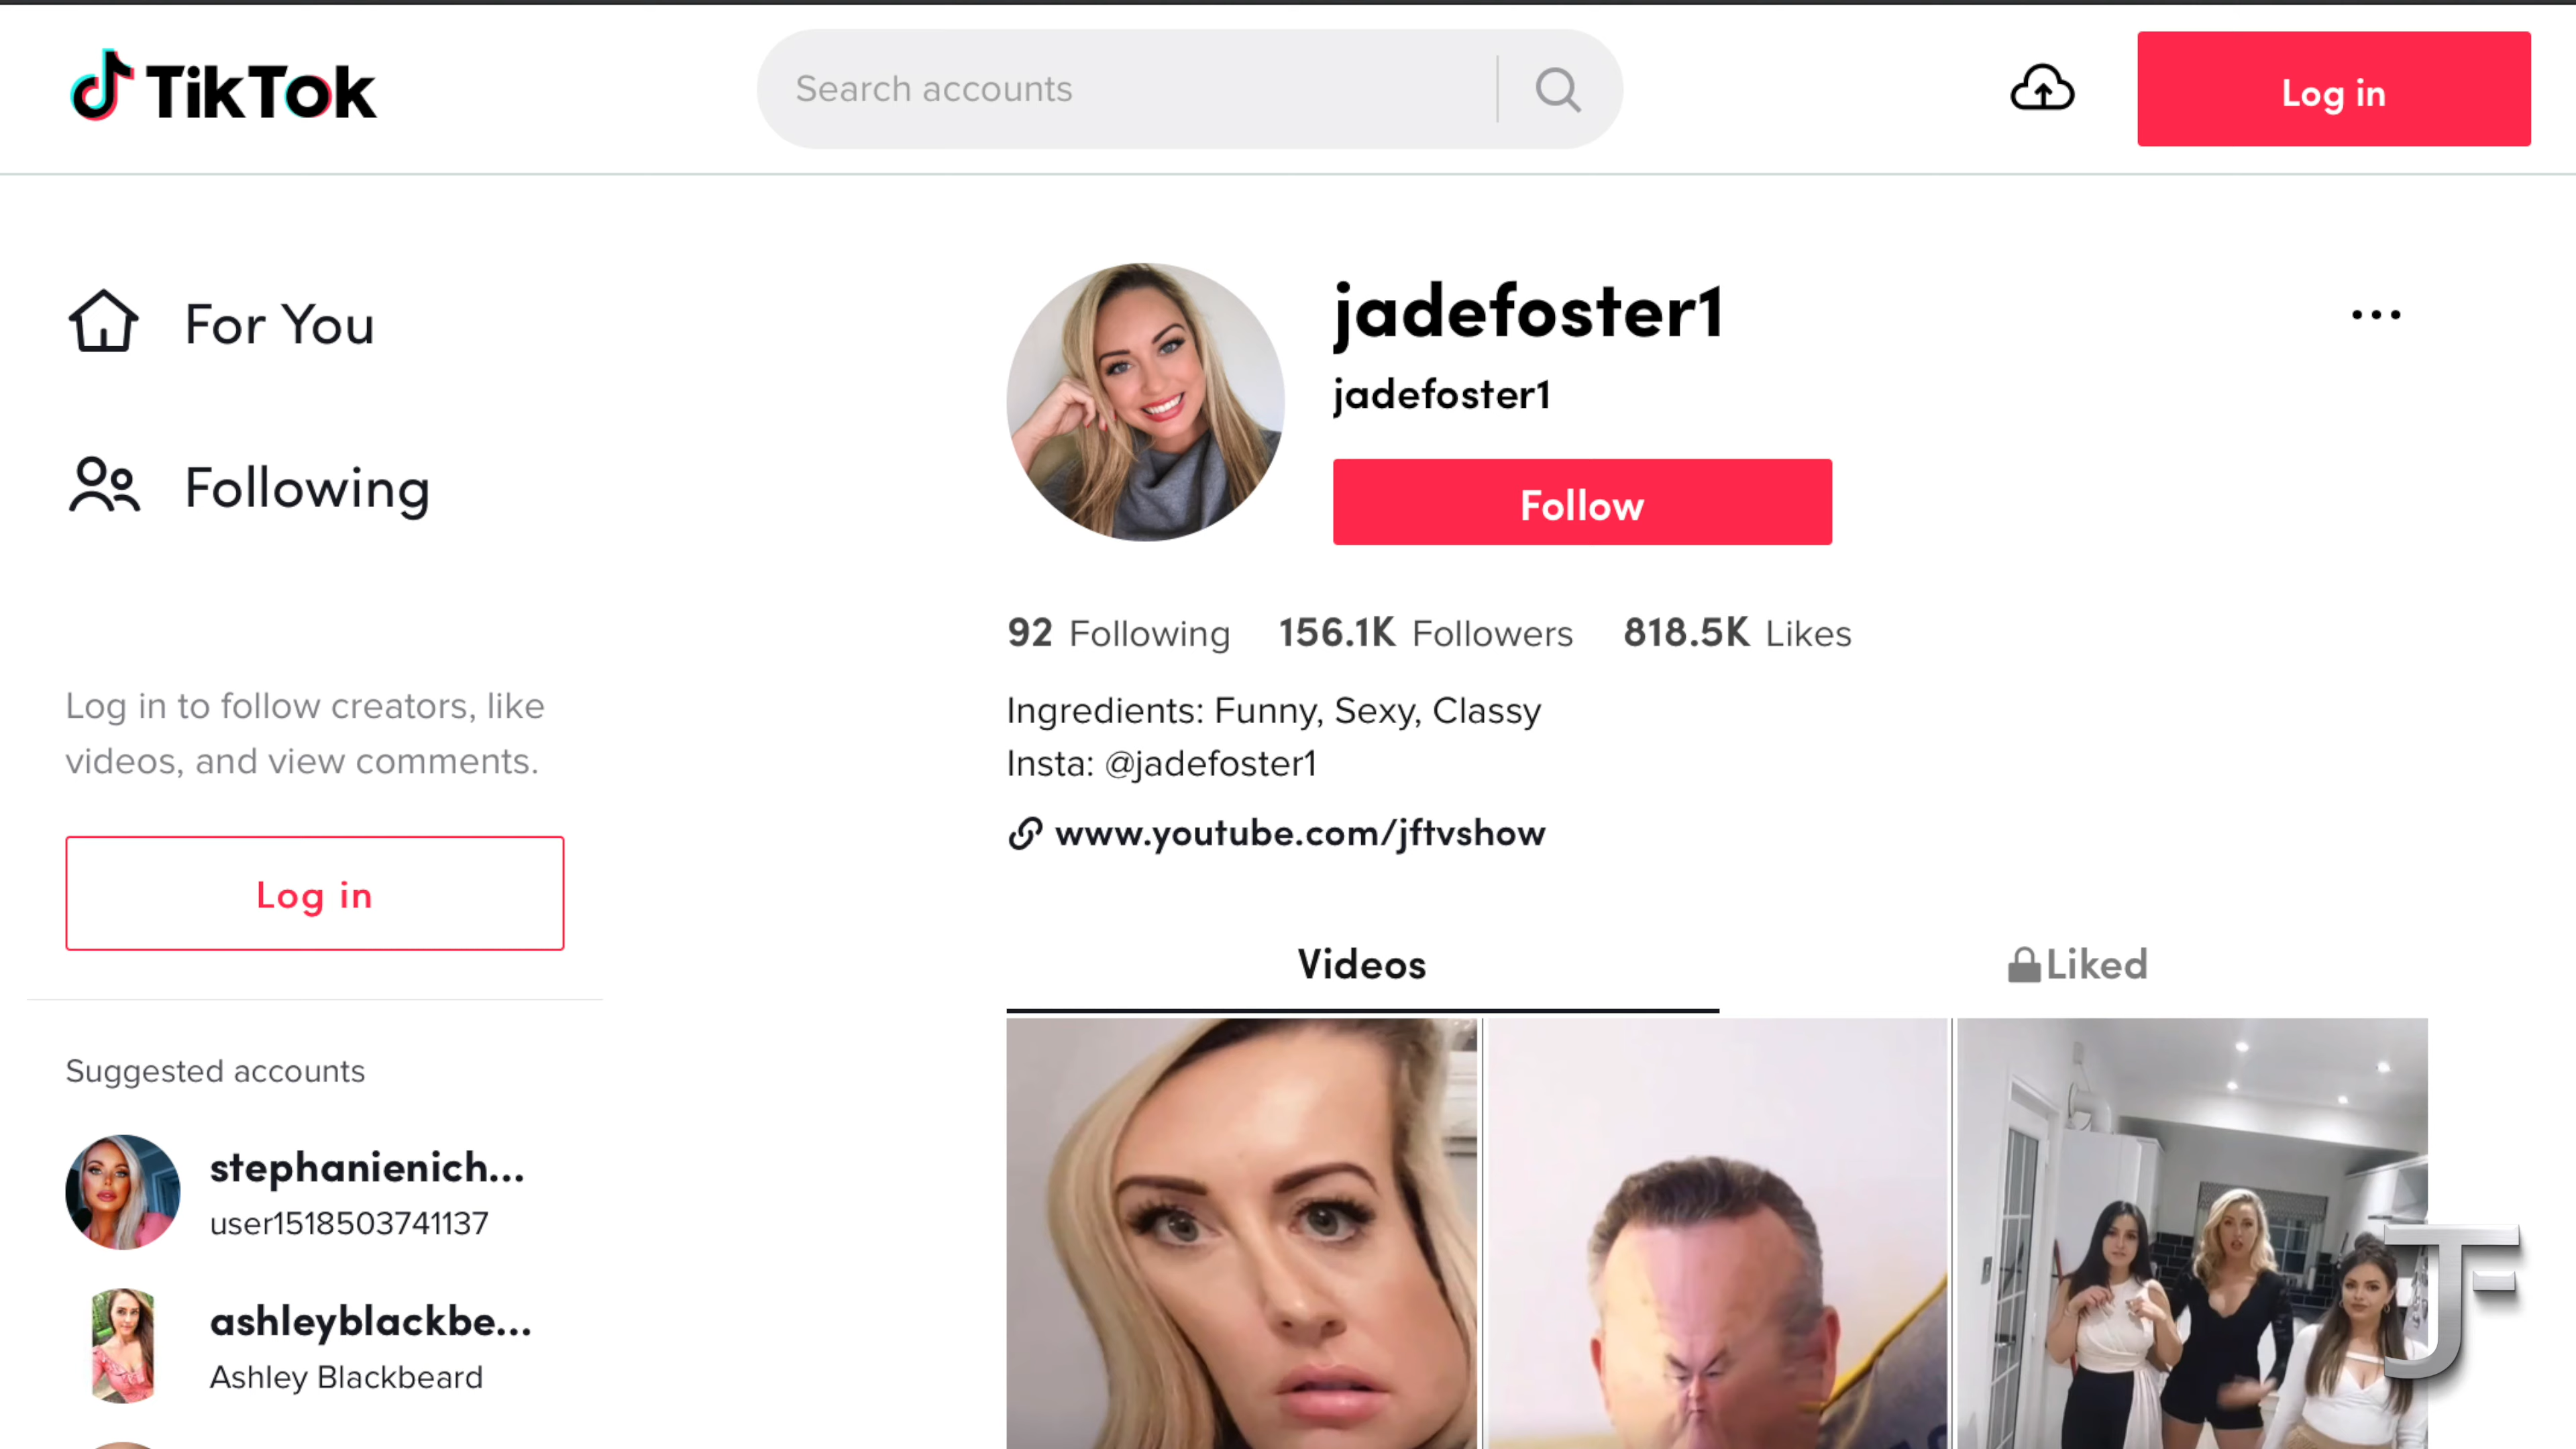 TikTok
Search accounts
Log in
For You
Following
Log in to follow creators, like
videos, and view comments.
Log in
Suggested accounts
stephanienich...
user1518503741137
ashleyblackbe...
Ashley Blackbeard
jadefoster1
jadefoster1
Follow
92 Following 156.1K Followers 818.5K Likes
Ingredients: Funny, Sexy, Classy
Insta: @jadefoster1
www.youtube.com/jftvshow
Videos
Liked
JF